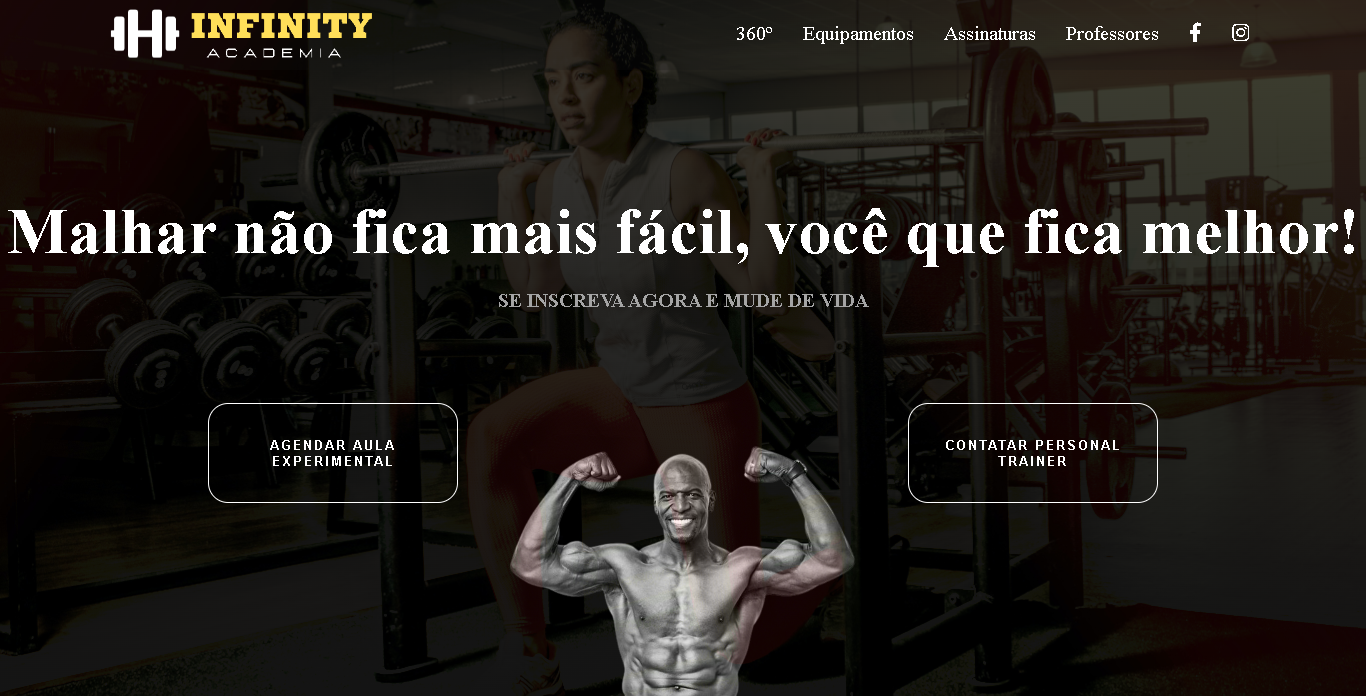 INFINITY
ACADEMIA
360º
Equipamentos
Assinaturas
Professores
Malhar não fica mais fácil, você que fica melhor!
SE INSCREVA AGORA E MUDE DE VIDA
AGENDAR AULA
EXPERIMENTAL
CONTATAR PERSONAL
TRAINER